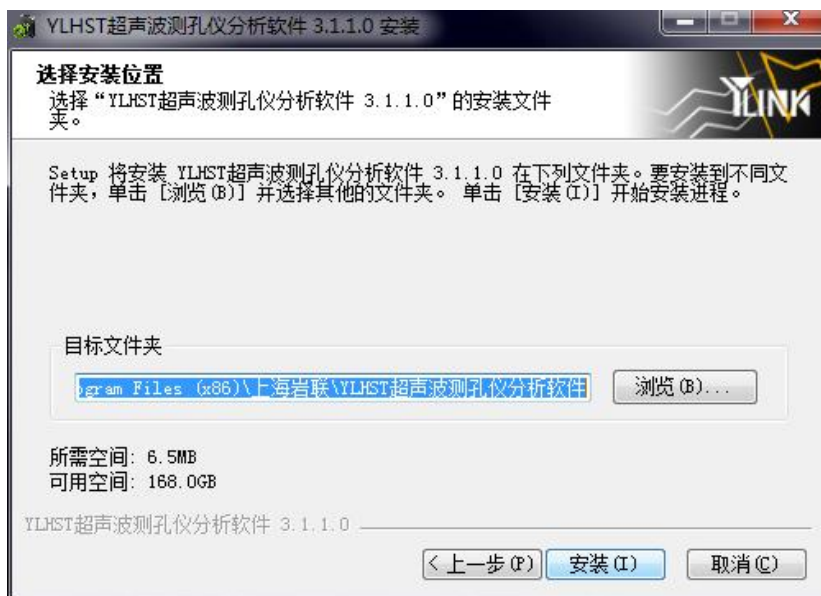 YLHST超声波测孔仪分析软件 3.1.1.0 安装
选择安装位置
选择“YLHST超声波测孔仪分析软件 3.1.1.0”的安装文件
夹。
YLINK
Setup 将安装 YLHST超声波测孔仪分析软件 3.1.1.0 在下列文件夹。要安装到不同文
件夹，单击 [浏览(B)] 并选择其他的文件夹。 单击 [安装(I)] 开始安装进程。
目标文件夹
ogram Files (x86)\上海岩联\YLHST超声波测孔仪分析软件
浏览(B)...
所需空间: 6.5MB
可用空间: 168.0GB
YLHST超声波测孔仪分析软件 3.1.1.0
< 上一步(P)
安装(I)
取消(C)